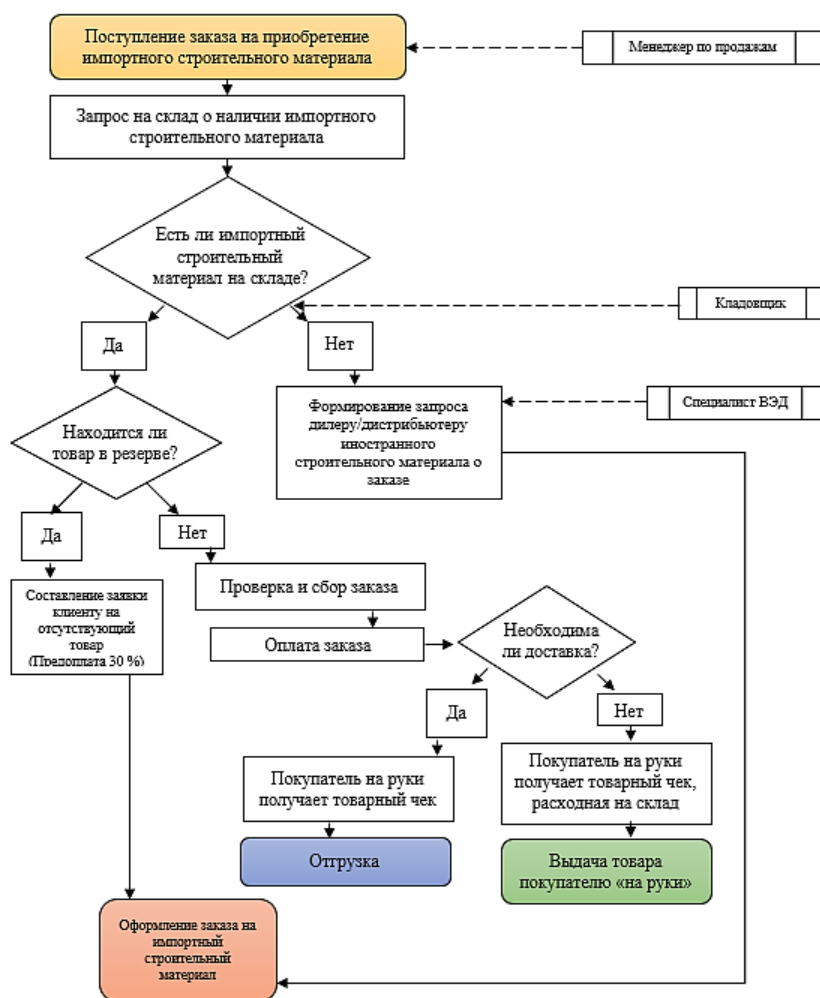 Поступление заказа на приобретение
импортного строительного материала
Менеджер по продажам
Запрос на склад о наличии импортного
строительного материала
Есть ли импортный
строительный
материал на складе?
Кладовщик
Да
Нет
Специалист ВЭД
Формирование запроса
дилеру/дистрибьютеру
иностранного
строительного материала о
заказе
Находится ли
товар в резерве?
Да
Нет
Составление заявки
клиенту на
отсутствующий
товар
(Предоплата 30 %)
Проверка и сбор заказа
Оплата заказа
Необходима
ли доставка?
Да
Нет
Покупатель на руки
получает товарный чек
Покупатель на руки
получает товарный чек,
расходная на склад
Отгрузка
Выдача товара
покупателю «на руки»
Оформление заказа на
импортный
строительный
материал